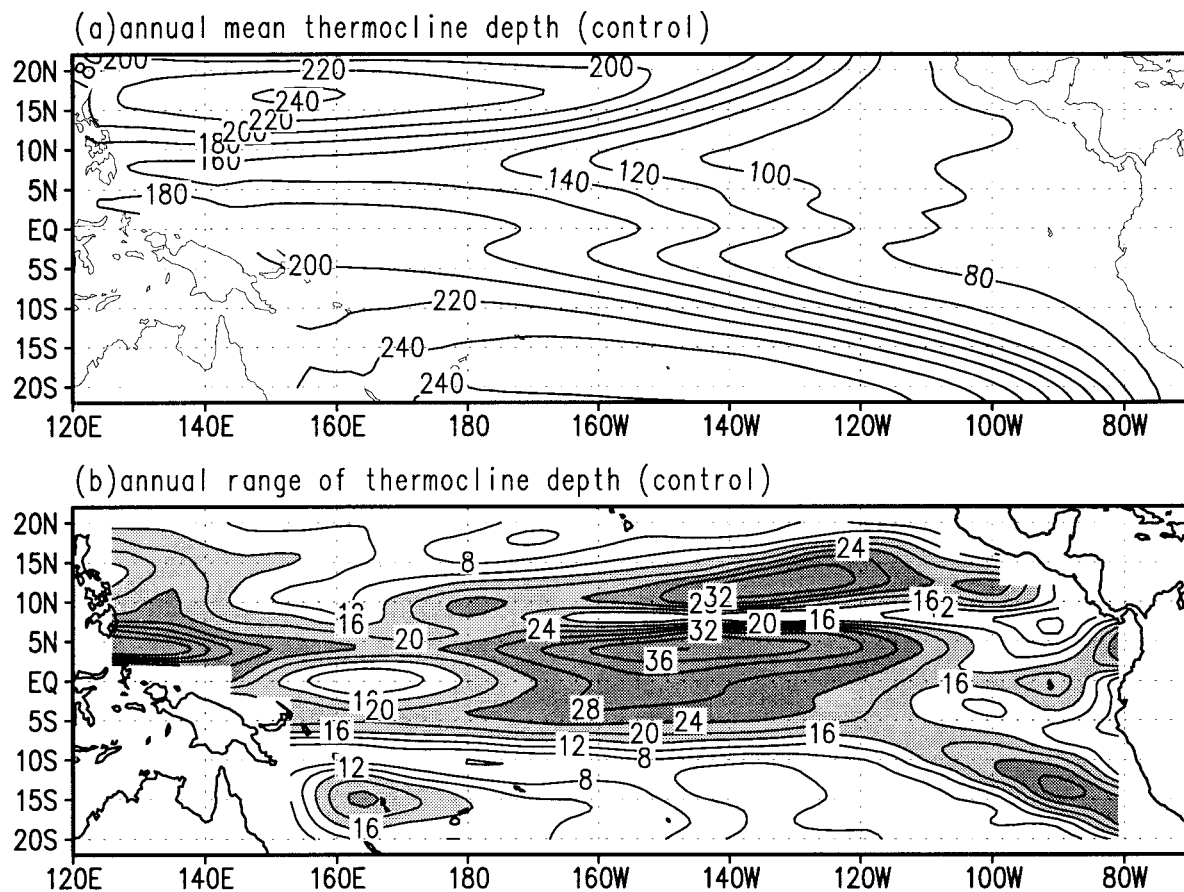 (a)annual mean thermocline depth (control)
20N 80 200 220 200
15N 240
220
200
180
10N 160 120 100
140
5N 180
EQ
5S 200 80
10S 220
15S 240
20S 240
120E 140E 160E 180 160W 140W 120W 100W 80W
(b)annual range of thermocline depth (control)
20N
15N 8 24
10N 32 16
16
5N 20 24 32 20 16
36
EQ 16
28
5S 20 24
16 20 16
10S 12 8
12 8
15S
16
20S
120E 140E 160E 180 160W 140W 120W 100W 80W